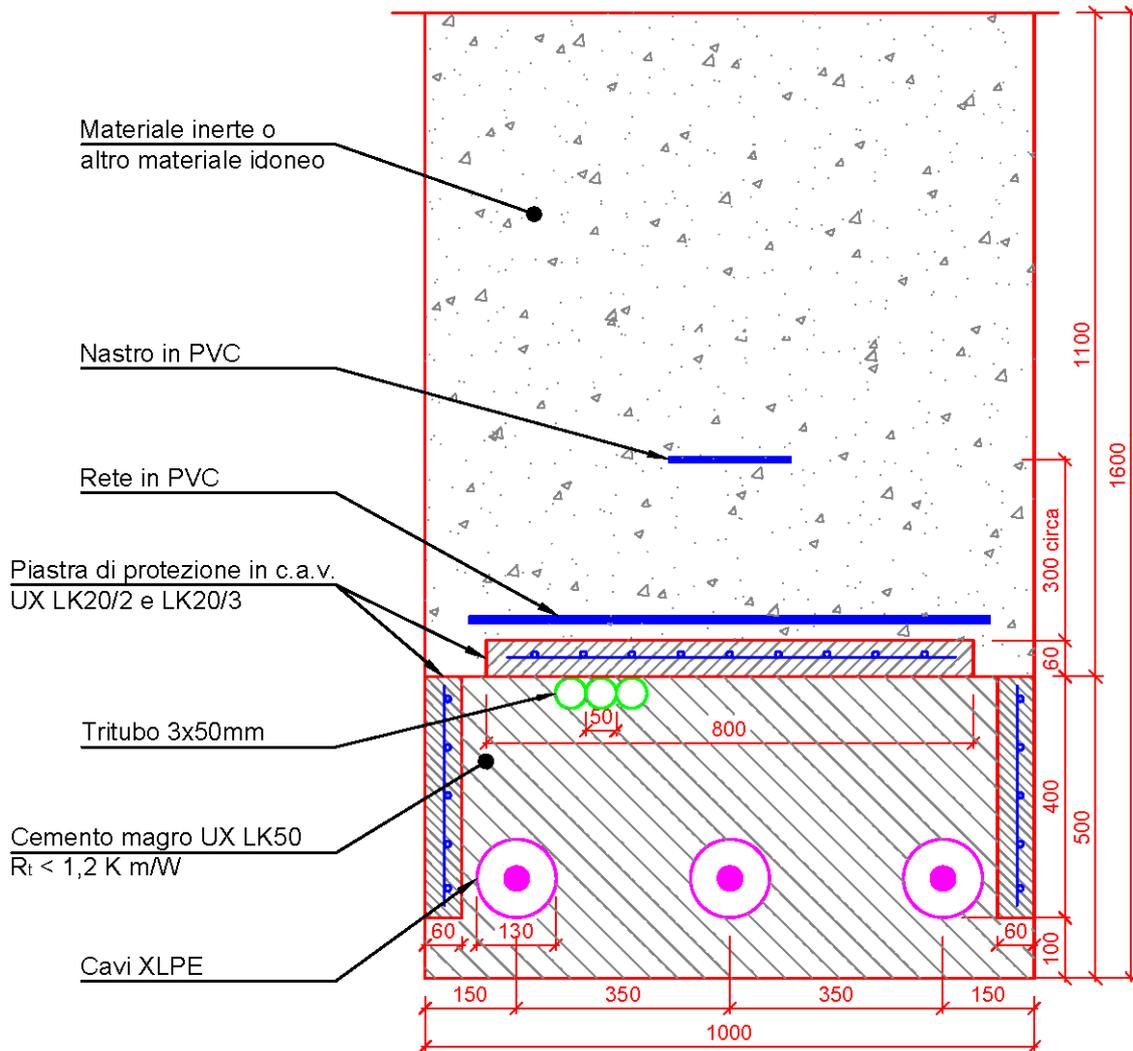 Materiale inerte o
altro materiale idoneo
Nastro in PVC
Rete in PVC
Piastra di protezione in c.a.v.
UX LK20/2 e LK20/3
Tritubo 3x50mm
Cemento magro UX LK50
Rt < 1,2 K m/W
Cavi XLPE
1100
1600
300 circa
60
50
800
400
500
60
130
60
100
150
350
350
150
1000